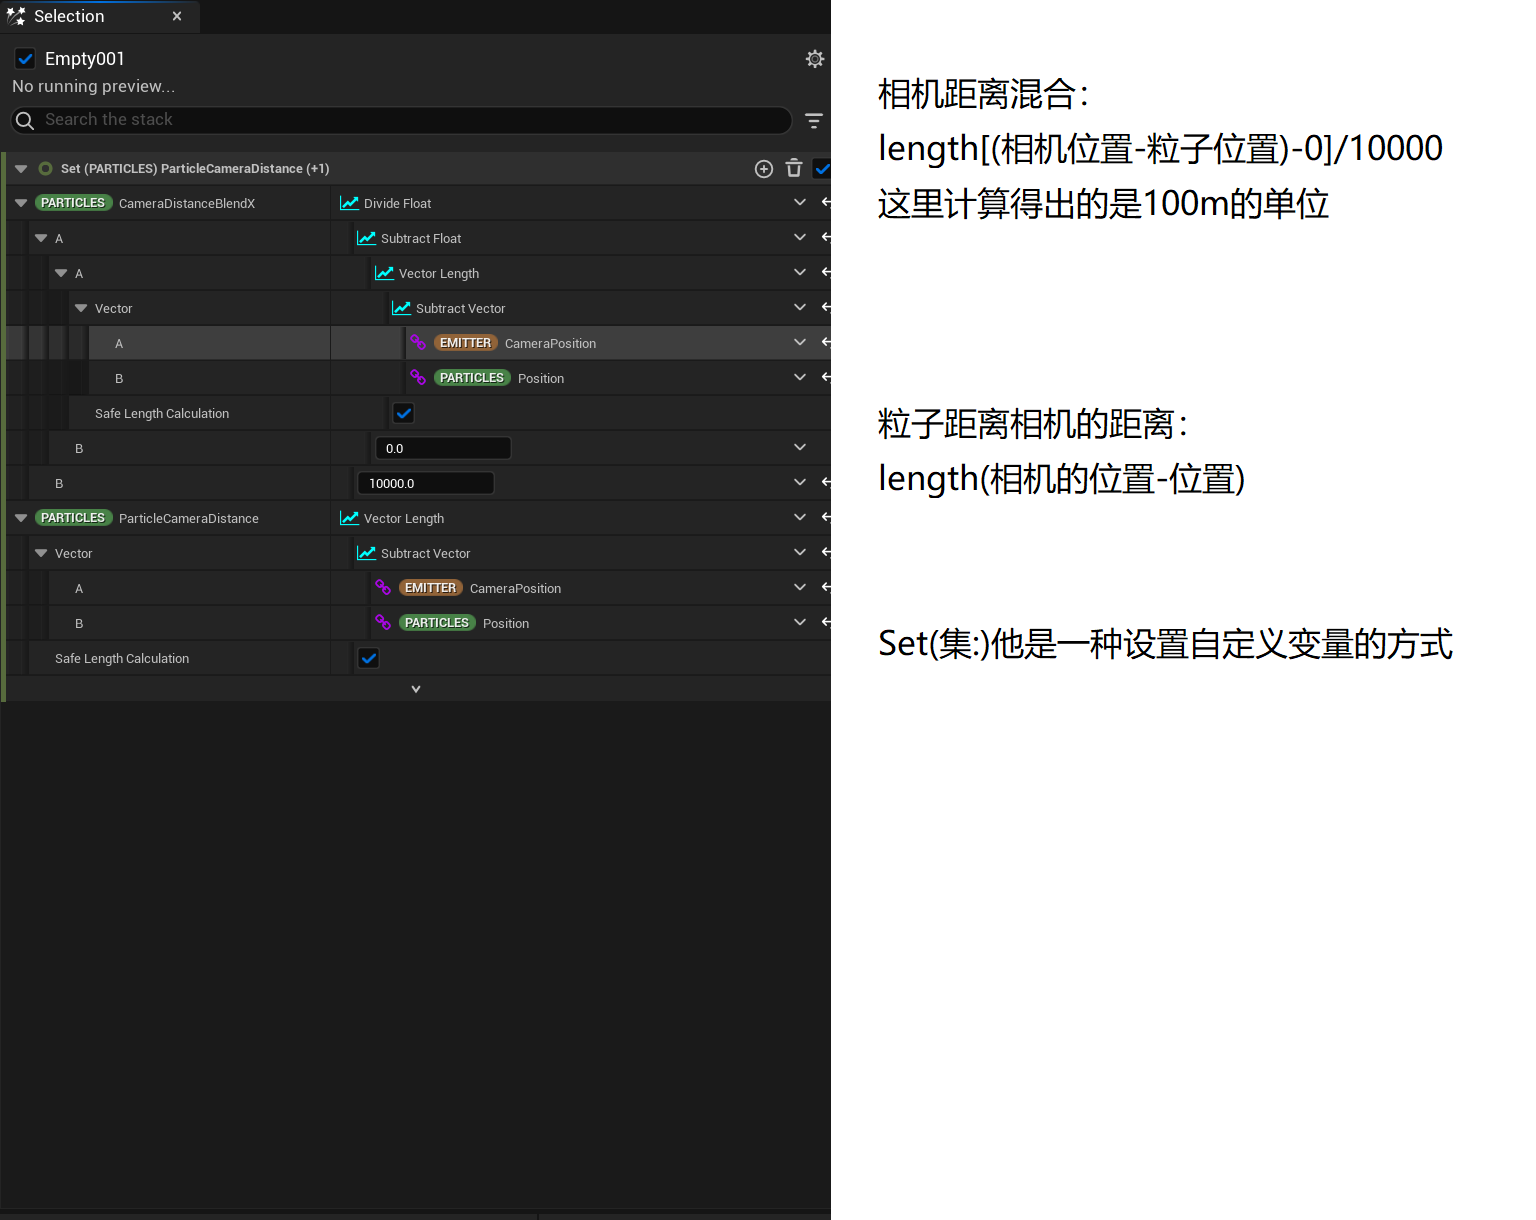 Selection
Empty001
No running preview...
Search the stack
Set (PARTICLES) ParticleCameraDistance (+1)
PARTICLES CameraDistanceBlendX Divide Float
A Subtract Float
A Vector Length
Vector Subtract Vector
A EMITTER CameraPosition
B PARTICLES Position
Safe Length Calculation
B 0.0
B 10000.0
PARTICLES ParticleCameraDistance Vector Length
Vector Subtract Vector
A EMITTER CameraPosition
B PARTICLES Position
Safe Length Calculation
相机距离混合：
length[(相机位置-粒子位置)-0]/10000
这里计算得出的是100m的单位
粒子距离相机的距离：
length(相机的位置-位置)
Set(集:)他是一种设置自定义变量的方式